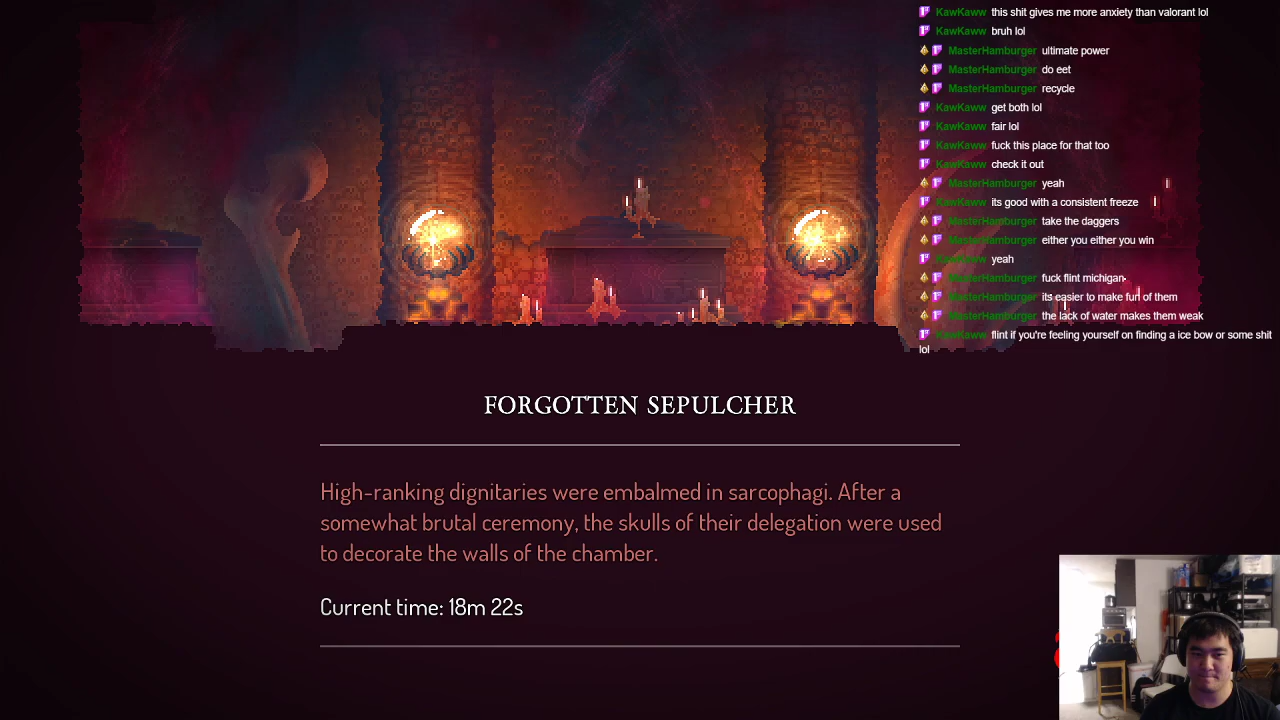 KawKaww this shit gives me more anxiety than valorant lol
KawKaww bruh lol
MasterHamburger ultimate power
MasterHamburger do eet
MasterHamburger recycle
KawKaww get both lol
KawKaww fair lol
KawKaww fuck this place for that too
KawKaww check it out
MasterHamburger yeah
KawKaww its good with a consistent freeze
MasterHamburger take the daggers
MasterHamburger either you either you win
KawKaww yeah
MasterHamburger fuck flint michigan
MasterHamburger its easier to make fun of them
MasterHamburger the lack of water makes them weak
KawKaww flint if you're feeling yourself on finding a ice bow or some shit
lol
FORGOTTEN SEPULCHER
High-ranking dignitaries were embalmed in sarcophagi. After a
somewhat brutal ceremony, the skulls of their delegation were used
to decorate the walls of the chamber.
Current time: 18m 22s